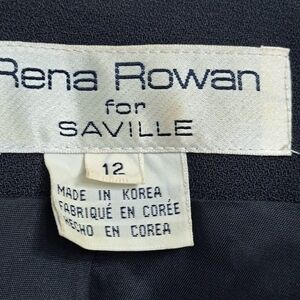 Rena Rowan
for
SAVILLE
12
MADE IN KOREA
FABRIQUÉ EN CORÉE
HECHO EN COREA